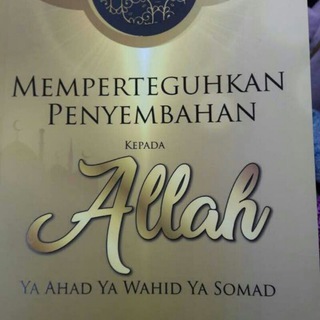 MEMPERTEGUHKAN
PENYEMBAHAN
KEPADA
Allah
YA AHAD YA WAHID YA SOMAD